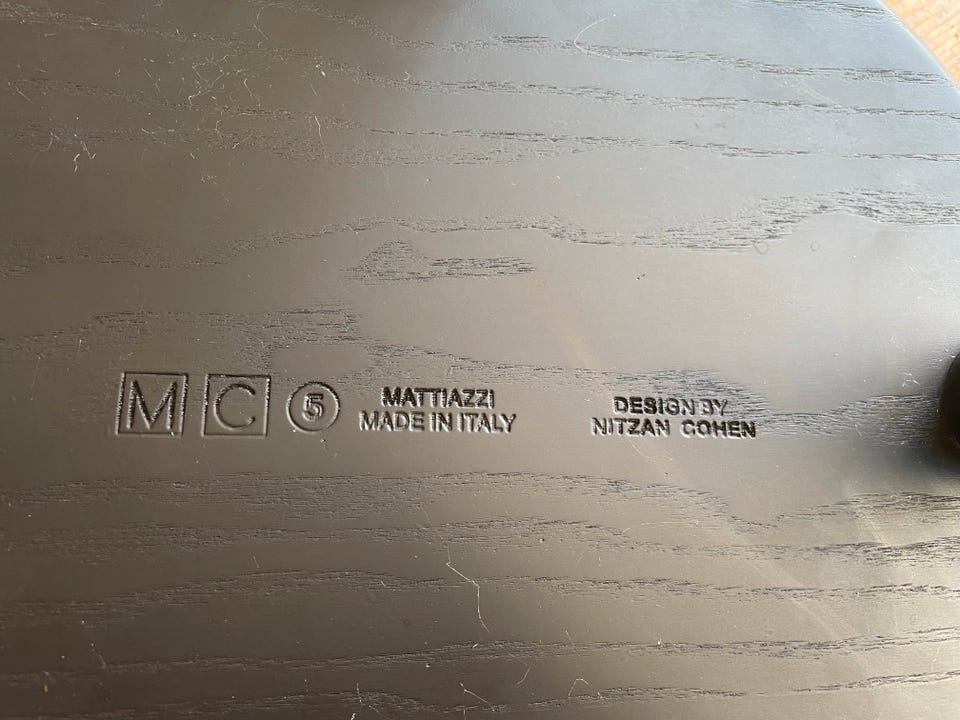 M C 5
MATTIAZZI
MADE IN ITALY
DESIGN BY
NITZAN COHEN